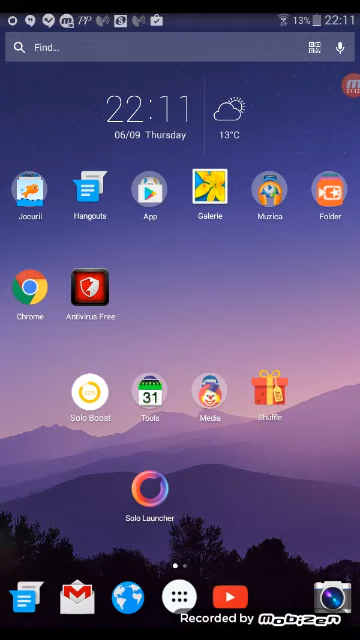 13% 22:11
Find...
22:11
06/09 Thursday
13°C
Jocurii
Hangouts
App
Galerie
Muzica
Folder
Chrome
Antivirus Free
31
Solo Boost
Tools
Media
Shuffle
Solo Launcher
Recorded by MOBIZEN